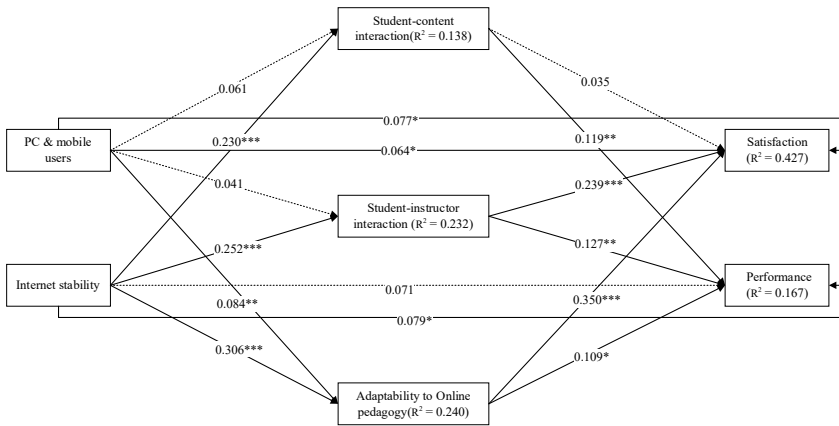 Student-content
interaction(R² = 0.138)
0.061
0.035
0.077*
PC & mobile
users
0.230***
0.119**
Satisfaction
(R² = 0.427)
0.064*
0.041
0.239***
Student-instructor
interaction (R² = 0.232)
0.252***
0.127**
Internet stability
0.071
Performance
(R² = 0.167)
0.084**
0.350***
0.079*
0.306***
0.109*
Adaptability to Online
pedagogy(R² = 0.240)